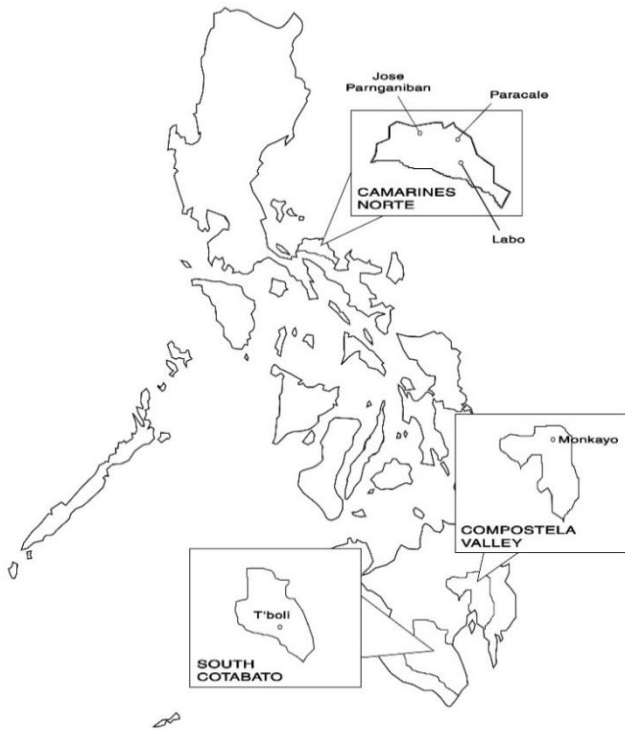 Jose
Parnganiban
Paracale
CAMARINES
NORTE
Labo
Monkayo
COMPOSTELA
VALLEY
T'boli
SOUTH
COTABATO